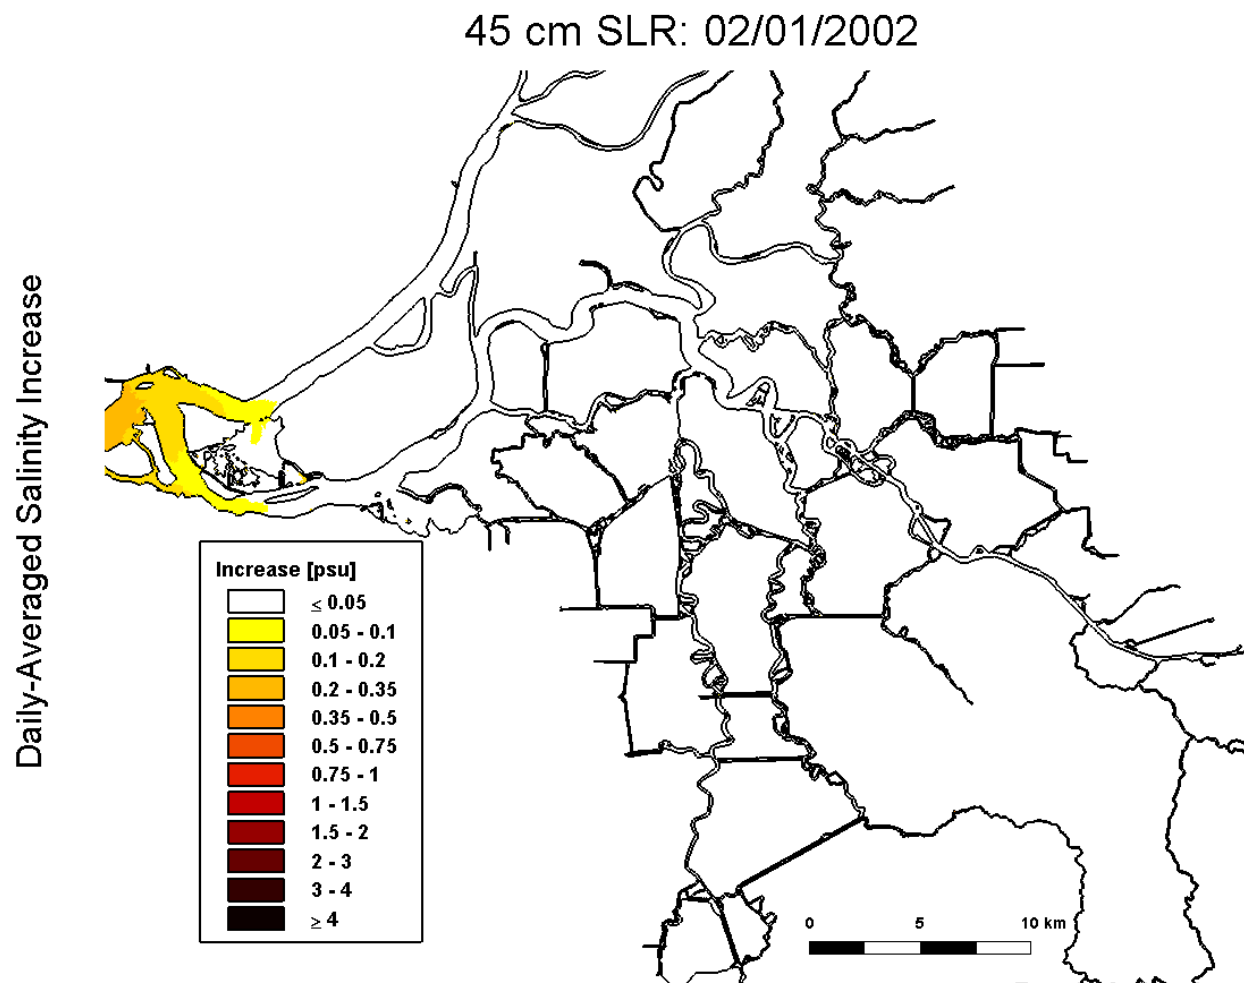 45 cm SLR: 02/01/2002
Daily-Averaged Salinity Increase
Increase [psu]
≤ 0.05
0.05 - 0.1
0.1 - 0.2
0.2 - 0.35
0.35 - 0.5
0.5 - 0.75
0.75 - 1
1 - 1.5
1.5 - 2
2 - 3
3 - 4
≥ 4
0 5 10 km